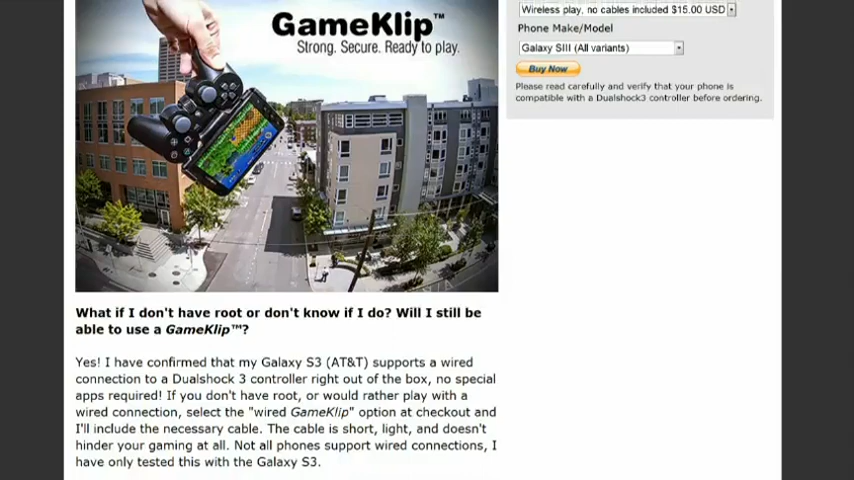 GameKlip™
Strong. Secure. Ready to play.
Wireless play, no cables included $15.00 USD
Phone Make/Model
Galaxy SIII (All variants)
Buy Now
Please read carefully and verify that your phone is
compatible with a Dualshock3 controller before ordering.
What if I don't have root or don't know if I do? Will I still be
able to use a GameKlip™?
Yes! I have confirmed that my Galaxy S3 (AT&T) supports a wired
connection to a Dualshock 3 controller right out of the box, no special
apps required! If you don't have root, or would rather play with a
wired connection, select the "wired GameKlip" option at checkout and
I'll include the necessary cable. The cable is short, light, and doesn't
hinder your gaming at all. Not all phones support wired connections, I
have only tested this with the Galaxy S3.